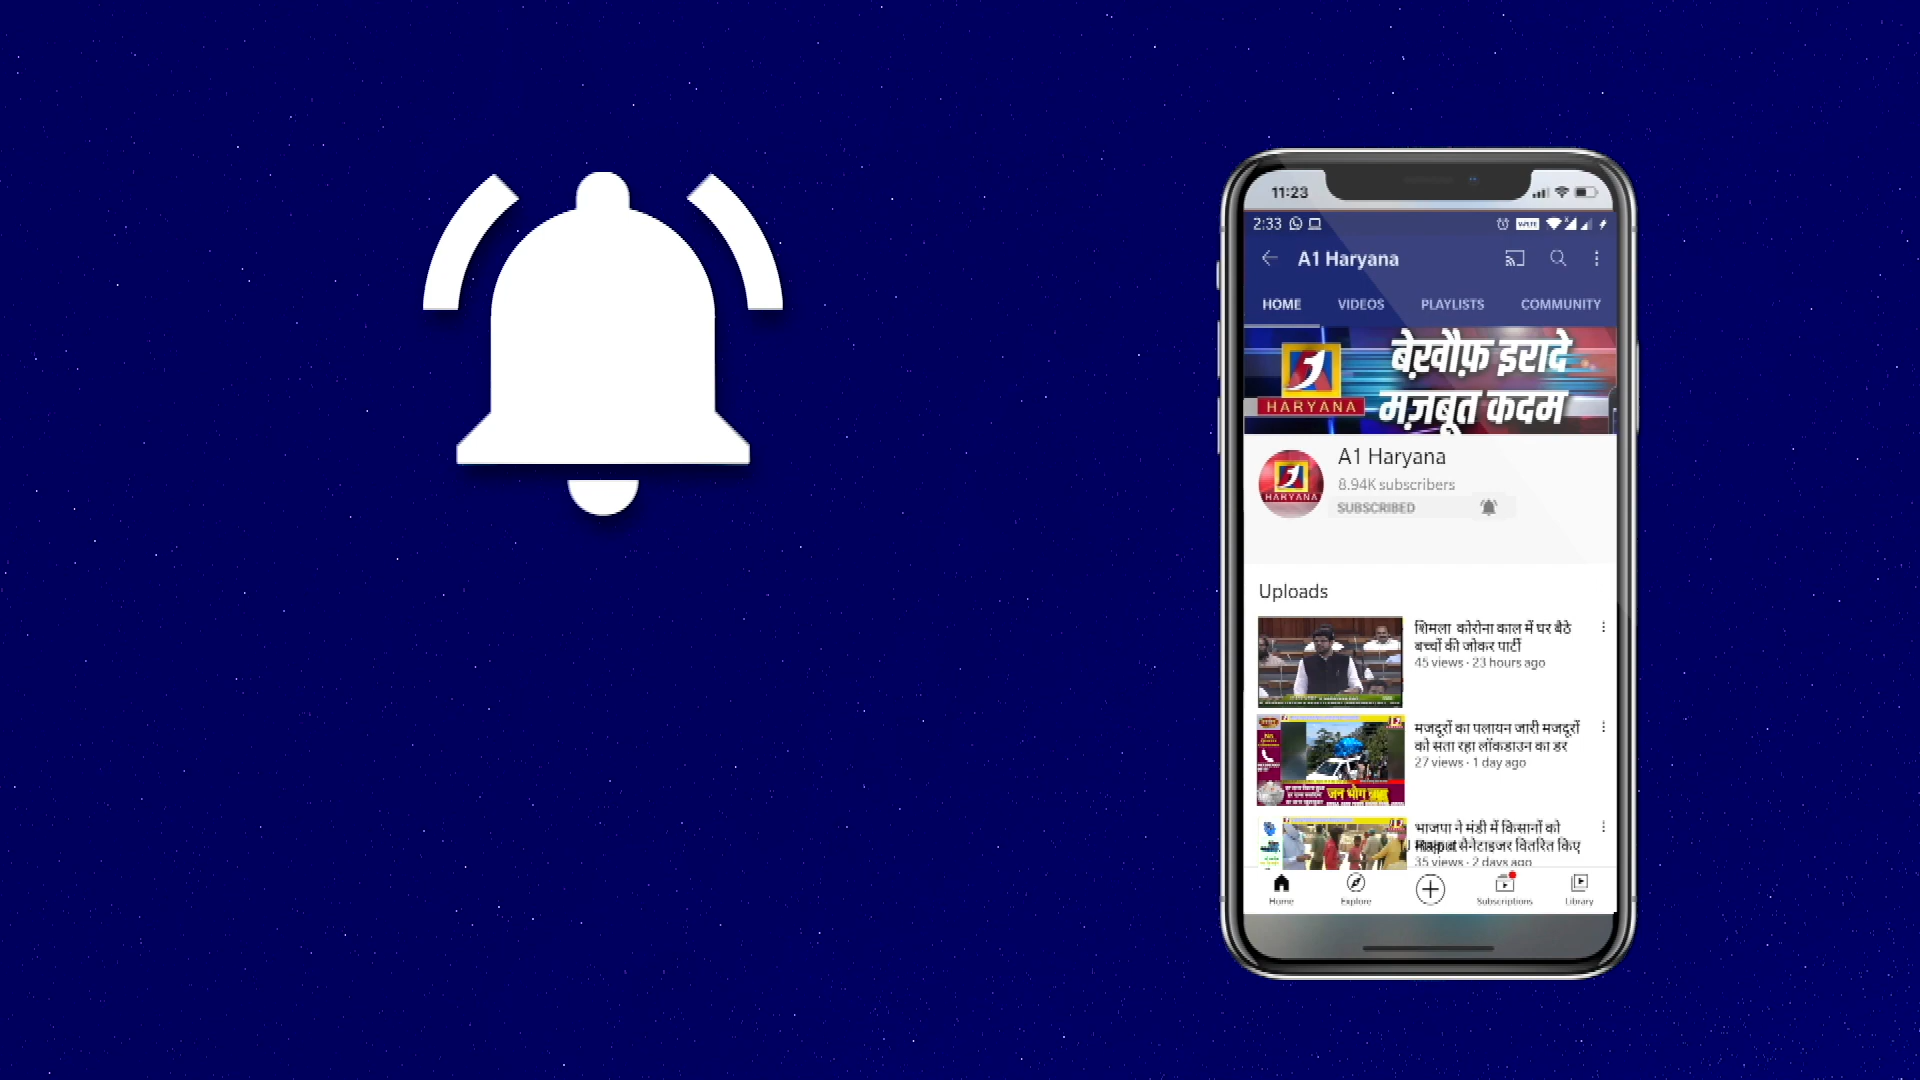 11:23
2:33
A1 Haryana
HOME VIDEOS PLAYLISTS COMMUNITY
बेख़ौफ़ इरादे
मज़बूत कदम
HARYANA
A1 Haryana
8.94K subscribers
SUBSCRIBED
HARYANA
Uploads
शिमला कोरोना काल में घर बैठे
बच्चों की जोकर पार्टी
45 views · 23 hours ago
मजदूरों का पलायन जारी मजदूरों
को सता रहा लॉकडाउन का डर
27 views · 1 day ago
भाजपा ने मंडी में किसानों को
सैनेटाइजर वितरित किए
35 views · 2 days ago
Home Explore Subscriptions Library